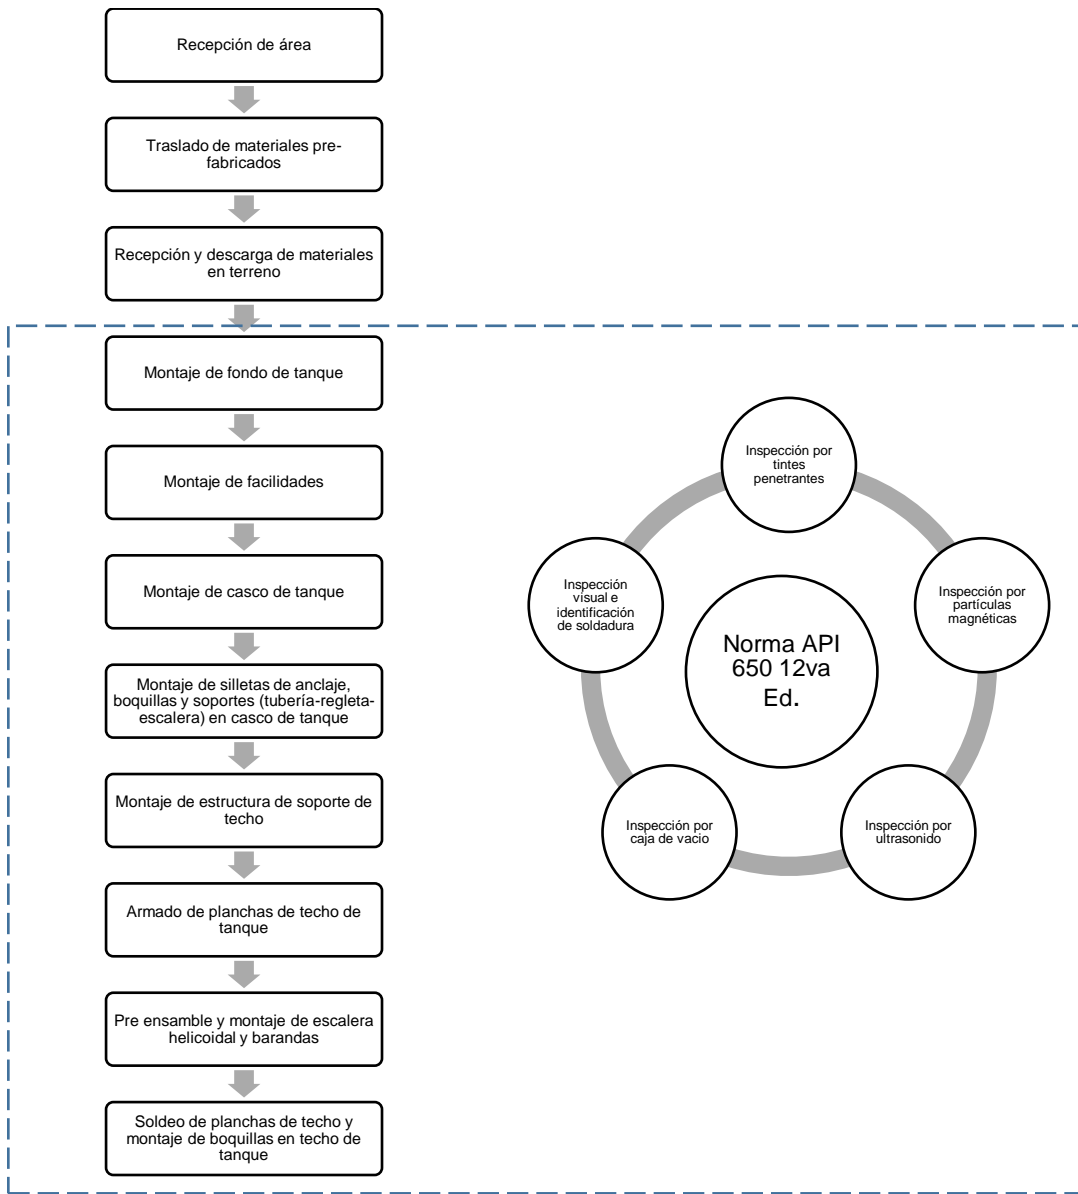 Recepción de área
Traslado de materiales pre-
fabricados
Recepción y descarga de materiales
en terreno
Montaje de fondo de tanque
Montaje de facilidades
Montaje de casco de tanque
Montaje de silletas de anclaje,
boquillas y soportes (tubería-regleta-
escalera) en casco de tanque
Montaje de estructura de soporte de
techo
Armado de planchas de techo de
tanque
Pre ensamble y montaje de escalera
helicoidal y barandas
Soldeo de planchas de techo y
montaje de boquillas en techo de
tanque
Inspección por
tintes
penetrantes
Inspección por
partículas
magnéticas
Inspección por
ultrasonido
Inspección por
caja de vacio
Inspección
visual e
identificación
de soldadura
Norma API
650 12va
Ed.